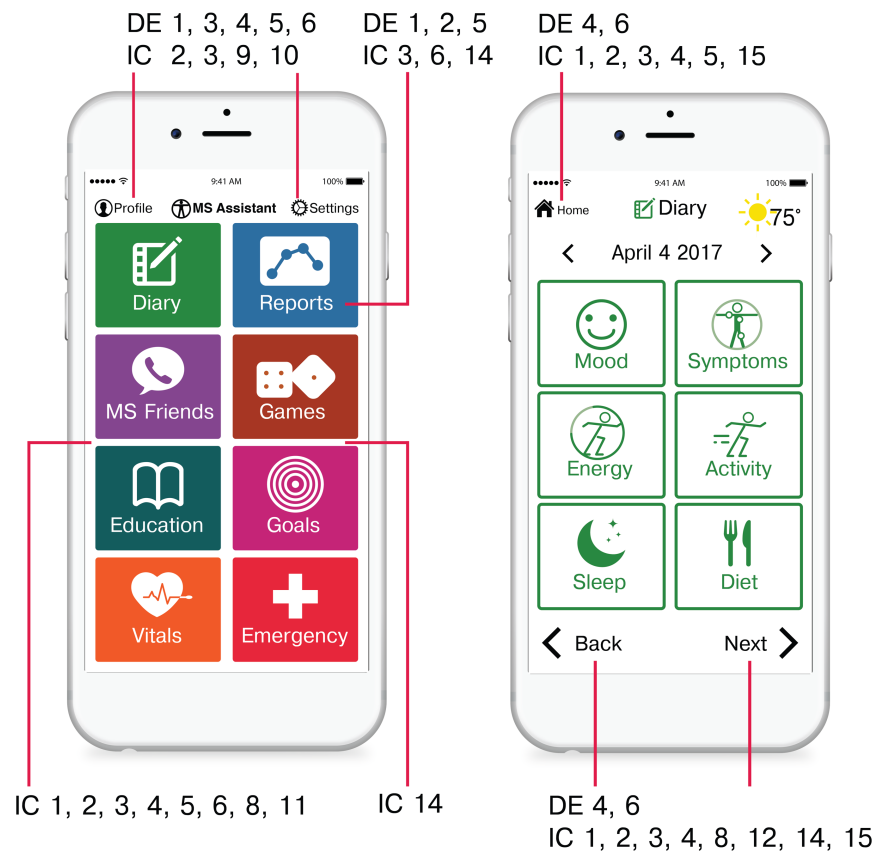 DE 1, 3, 4, 5, 6
IC 2, 3, 9, 10
DE 1, 2, 5
IC 3, 6, 14
DE 4, 6
IC 1, 2, 3, 4, 5, 15
9:41 AM 100%
Profile MS Assistant Settings
Diary Reports
MS Friends Games
Education Goals
Vitals Emergency
9:41 AM 100%
Home Diary 75°
April 4 2017
Mood Symptoms
Energy Activity
Sleep Diet
Back Next
IC 1, 2, 3, 4, 5, 6, 8, 11
IC 14
DE 4, 6
IC 1, 2, 3, 4, 8, 12, 14, 15